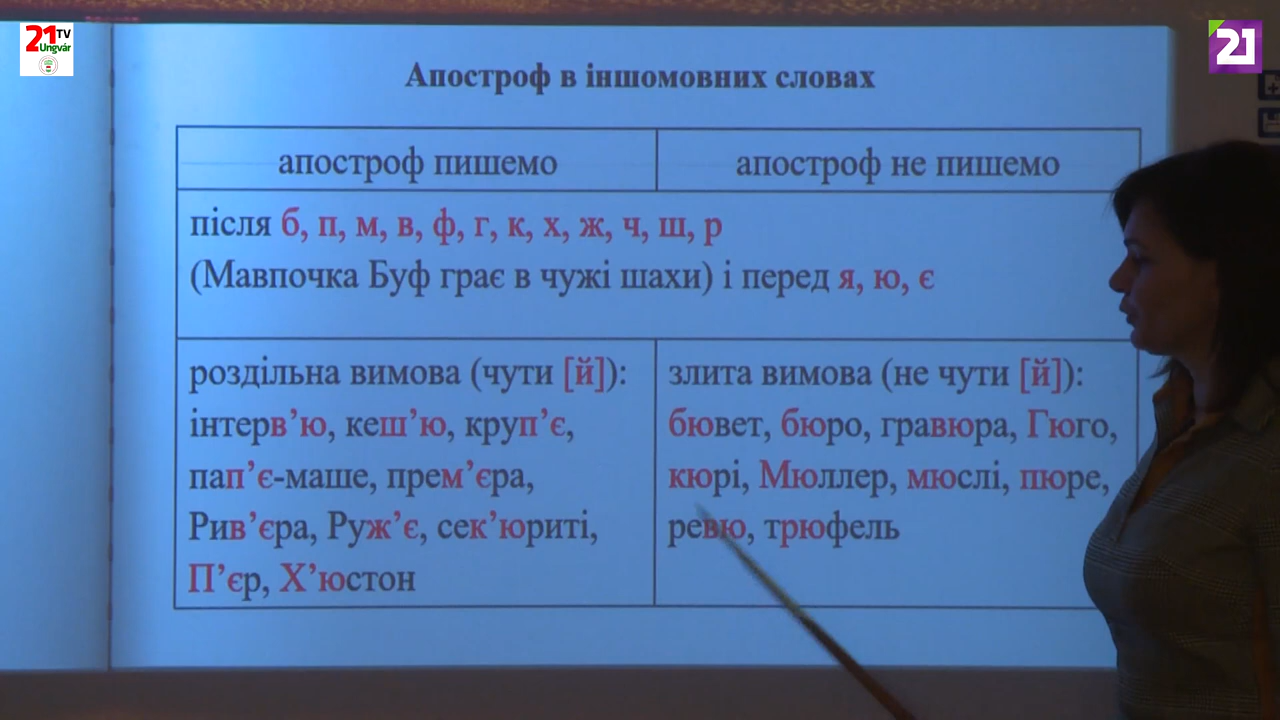 21 TV
Ungvár
21
Апостроф в іншомовних словах
апостроф пишемо
апостроф не пишемо
після б, п, м, в, ф, г, к, х, ж, ч, ш, р
(Мавпочка Буф грає в чужі шахи) і перед я, ю, є
роздільна вимова (чути [й]):
інтерв’ю, кеш’ю, круп’є,
пап’є-маше, прем’єра,
Рив’єра, Руж’є, сек’юриті,
П’єр, Х’юстон
злита вимова (не чути [й]):
бювет, бюро, гравюра, Гюго,
кюрі, Мюллер, мюслі, пюре,
ревю, трюфель